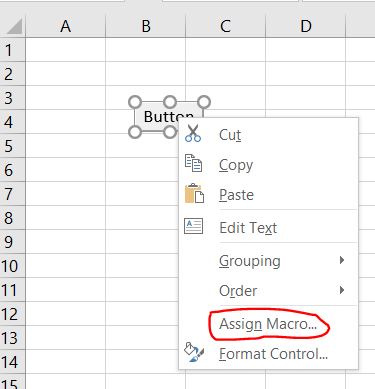 A B C D
1
2
3
4
5
6
7
8
9
10
11
12
13
14
15
Button
Cut
Copy
Paste
Edit Text
Grouping
Order
Assign Macro...
Format Control...